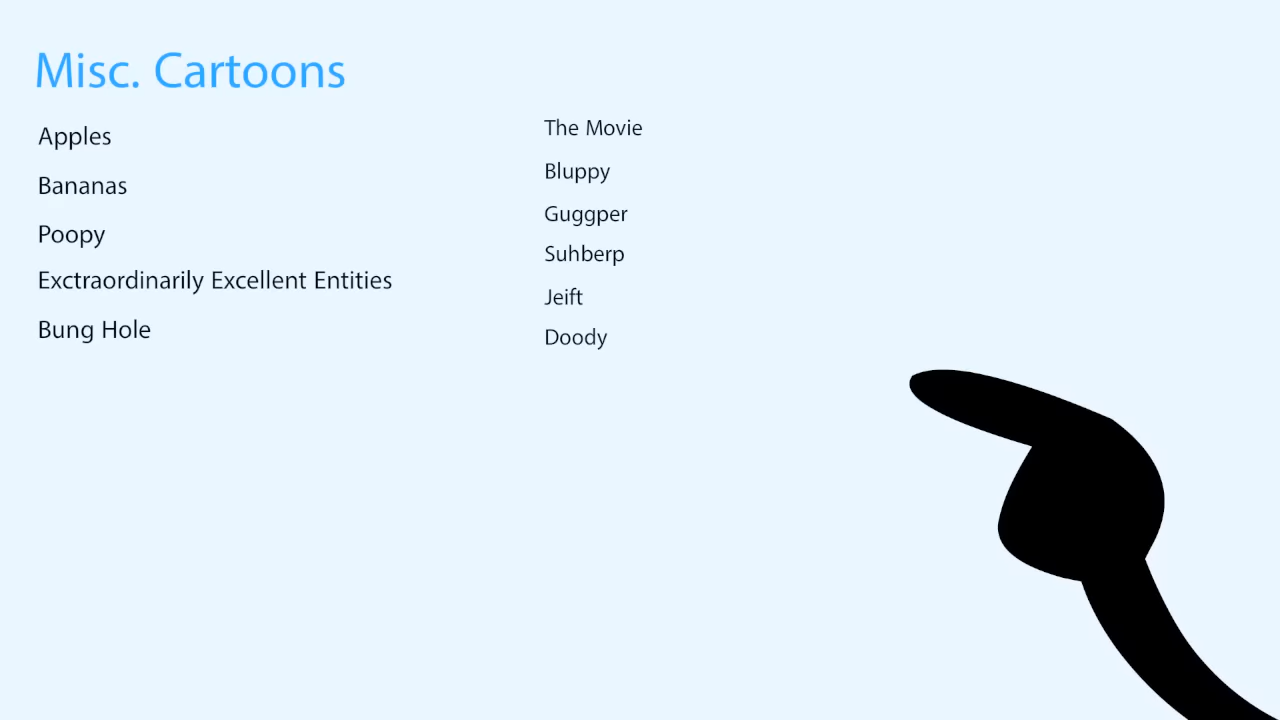 Misc. Cartoons
Apples
Bananas
Poopy
Exctraordinarily Excellent Entities
Bung Hole
The Movie
Bluppy
Guggper
Suhberp
Jeift
Doody